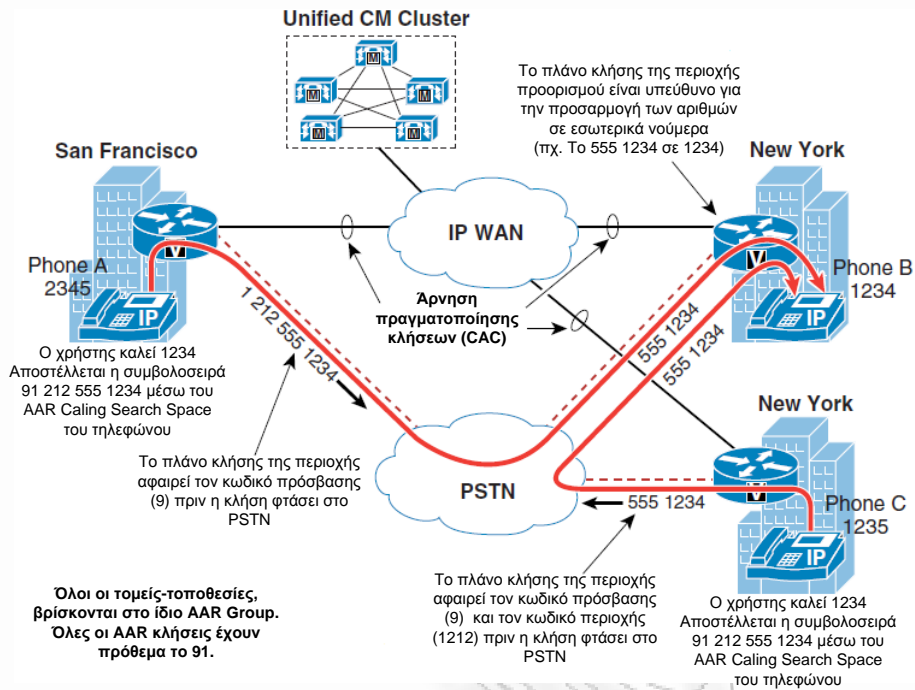 Unified CM Cluster
M
M
M
M
M
Το πλάνο κλήσης της περιοχής
προορισμού είναι υπεύθυνο για
την προσαρμογή των αριθμών
σε εσωτερικά νούμερα
(πχ. Το 555 1234 σε 1234)
San Francisco
New York
IP WAN
V
V
Phone A
2345
IP
Phone B
1234
IP
Άρνηση
πραγματοποίησης
κλήσεων (CAC)
1 212 555 1234
555 1234
555 1234
Ο χρήστης καλεί 1234
Αποστέλλεται η συμβολοσειρά
91 212 555 1234 μέσω του
AAR Caling Search Space
του τηλεφώνου
New York
Το πλάνο κλήσης της περιοχής
αφαιρεί τον κωδικό πρόσβασης
(9) πριν η κλήση φτάσει στο
PSTN
PSTN
555 1234
V
Phone C
1235
IP
Όλοι οι τομείς-τοποθεσίες,
βρίσκονται στο ίδιο AAR Group.
Όλες οι AAR κλήσεις έχουν
πρόθεμα το 91.
Το πλάνο κλήσης της περιοχής
αφαιρεί τον κωδικό πρόσβασης
(9) και τον κωδικό περιοχής
(1212) πριν η κλήση φτάσει στο
PSTN
Ο χρήστης καλεί 1234
Αποστέλλεται η συμβολοσειρά
91 212 555 1234 μέσω του
AAR Caling Search Space
του τηλεφώνου